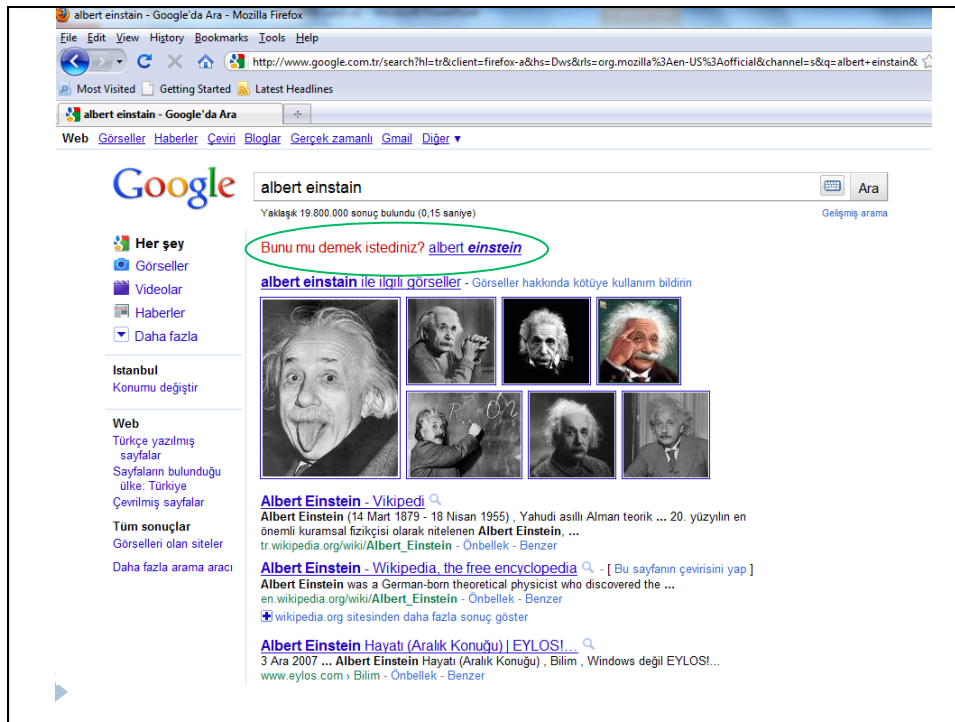 albert einstain - Google'da Ara - Mozilla Firefox
File Edit View History Bookmarks Tools Help
http://www.google.com.tr/search?hl=tr&client=firefox-a&hs=Dws&rls=org.mozilla%3Aen-US%3Aofficial&channel=s&q=albert+einstain&
Most Visited Getting Started Latest Headlines
albert einstain - Google'da Ara
Web Görseller Haberler Çeviri Bloglar Gerçek zamanlı Gmail Diğer ▼
Google
albert einstain
Ara
Yaklaşık 19.800.000 sonuç bulundu (0,15 saniye)
Gelişmiş arama
Her şey
Görseller
Videolar
Haberler
Daha fazla
Istanbul
Konumu değiştir
Web
Türkçe yazılmış
sayfalar
Sayfaların bulunduğu
ülke: Türkiye
Çevrilmiş sayfalar
Tüm sonuçlar
Görselleri olan siteler
Daha fazla arama aracı
Bunu mu demek istediniz? albert einstein
albert einstain ile ilgili görseller - Görseller hakkında kötüye kullanım bildirin
Albert Einstein - Vikipedi
Albert Einstein (14 Mart 1879 - 18 Nisan 1955) , Yahudi asıllı Alman teorik ... 20. yüzyılın en
önemli kuramsal fizikçisi olarak nitelenen Albert Einstein, ...
tr.wikipedia.org/wiki/Albert_Einstein - Önbellek - Benzer
Albert Einstein - Wikipedia, the free encyclopedia - [ Bu sayfanın çevirisini yap ]
Albert Einstein was a German-born theoretical physicist who discovered the ...
en.wikipedia.org/wiki/Albert_Einstein - Önbellek - Benzer
wikipedia.org sitesinden daha fazla sonuç göster
Albert Einstein Hayatı (Aralık Konuğu) | EYLOS!...
3 Ara 2007 ... Albert Einstein Hayatı (Aralık Konuğu) , Bilim , Windows değil EYLOS!...
www.eylos.com › Bilim - Önbellek - Benzer